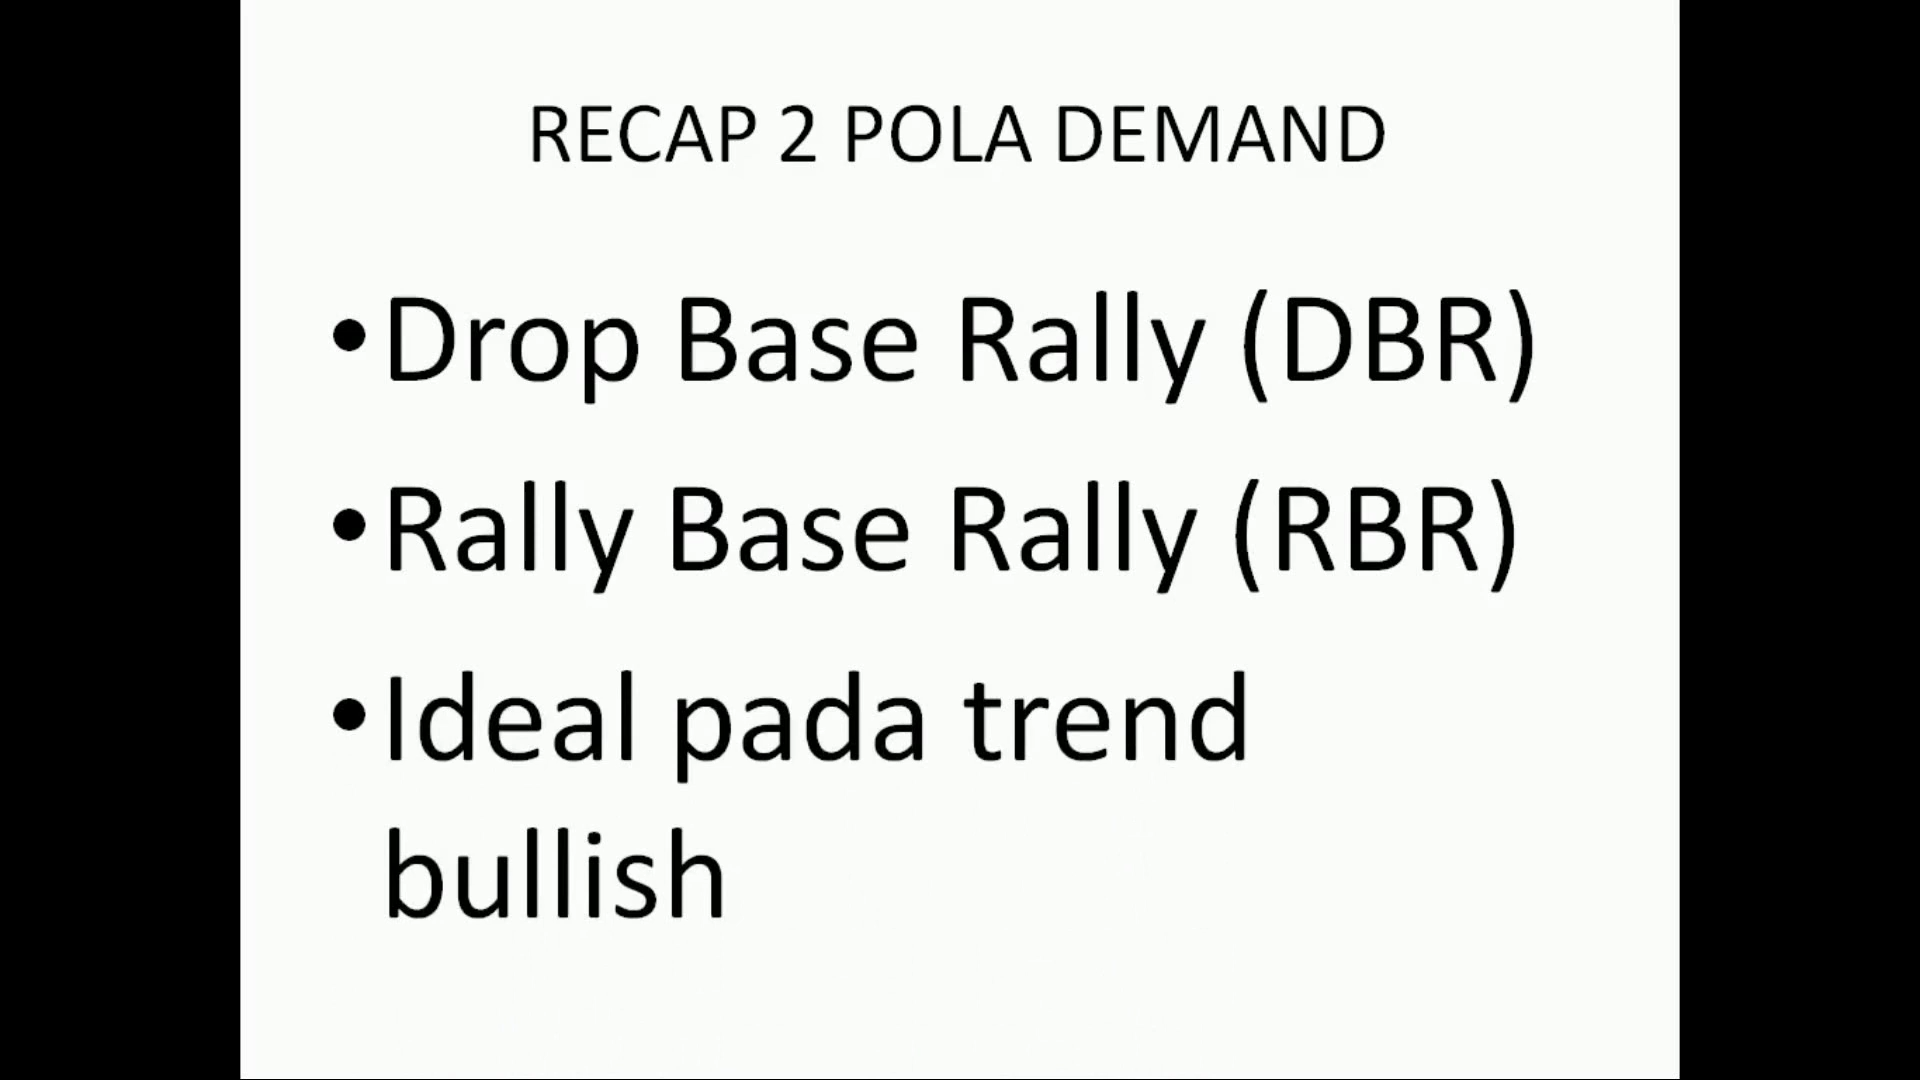 RECAP 2 POLA DEMAND
•Drop Base Rally (DBR)
•Rally Base Rally (RBR)
•Ideal pada trend
bullish